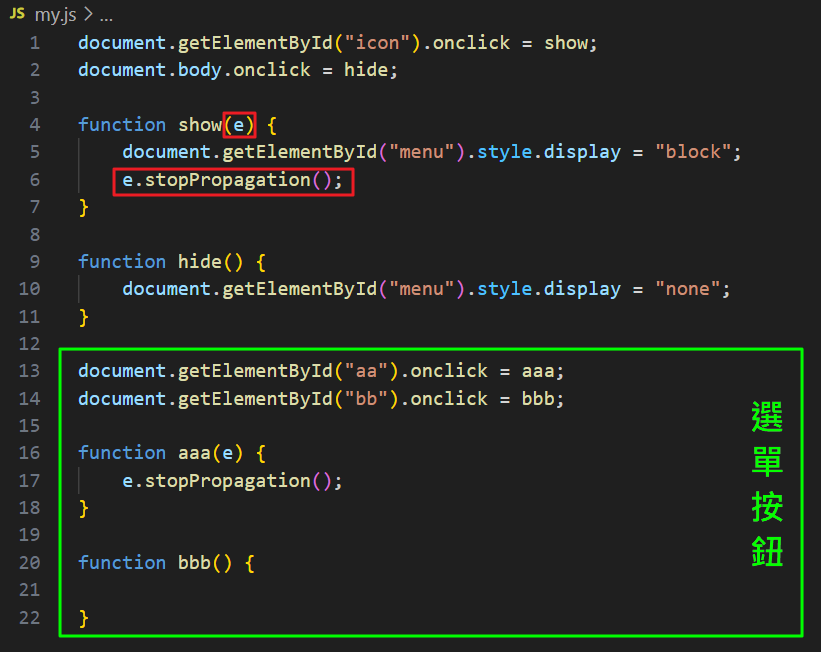 JS my.js > ...
1 document.getElementById("icon").onclick = show;
2 document.body.onclick = hide;
3
4 function show(e) {
5     document.getElementById("menu").style.display = "block";
6     e.stopPropagation();
7 }
8
9 function hide() {
10     document.getElementById("menu").style.display = "none";
11 }
12
13 document.getElementById("aa").onclick = aaa;
14 document.getElementById("bb").onclick = bbb;
15
16 function aaa(e) {
17     e.stopPropagation();
18 }
19
20 function bbb() {
21
22 }
選單按鈕